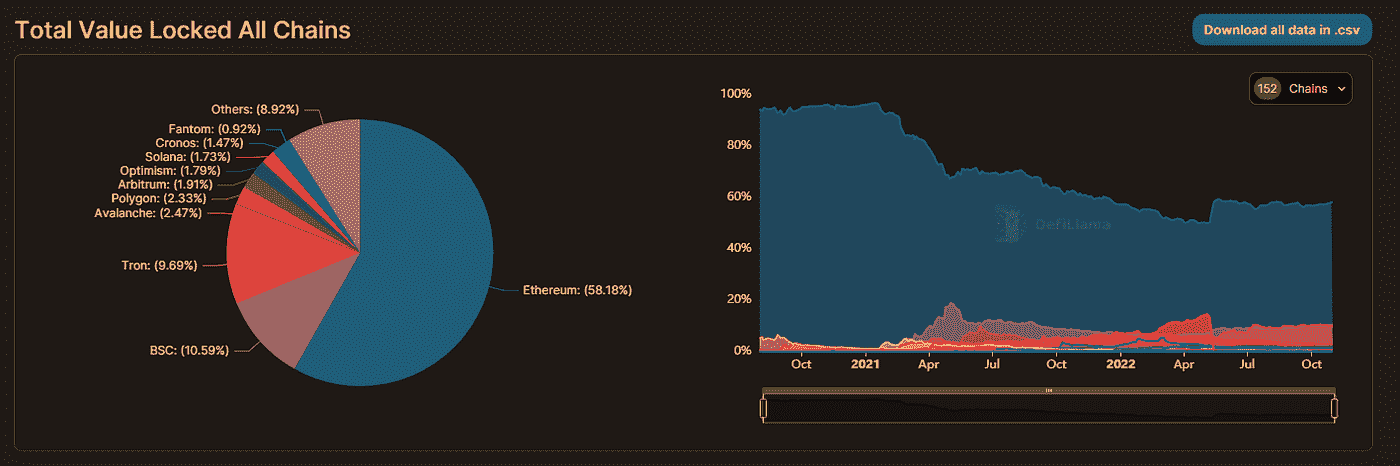 Total Value Locked All Chains
Download all data in .csv
Others: (8.92%)
Fantom: (0.92%)
Cronos: (1.47%)
Solana: (1.73%)
Optimism: (1.79%)
Arbitrum: (1.91%)
Polygon: (2.33%)
Avalanche: (2.47%)
Tron: (9.69%)
BSC: (10.59%)
Ethereum: (58.18%)
152 Chains
100%
80%
60%
40%
20%
0%
DefiLlama
Oct 2021 Apr Jul Oct 2022 Apr Jul Oct